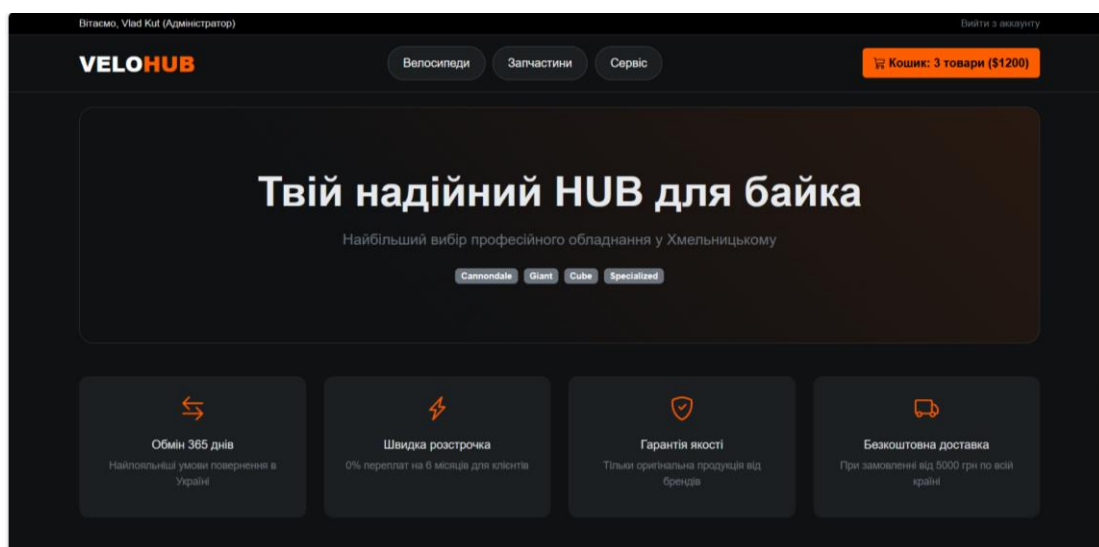 Вітаємо, Vlad Kut (Адміністратор)
Вийти з аккаунту
VELOHUB
Велосипеди
Запчастини
Сервіс
Кошик: 3 товари ($1200)
Твій надійний HUB для байка
Найбільший вибір професійного обладнання у Хмельницькому
Cannondale
Giant
Cube
Specialized
Обмін 365 днів
Найлояльніші умови повернення в
Україні
Швидка розстрочка
0% переплат на 6 місяців для клієнтів
Гарантія якості
Тільки оригінальна продукція від
брендів
Безкоштовна доставка
При замовленні від 5000 грн по всій
країні